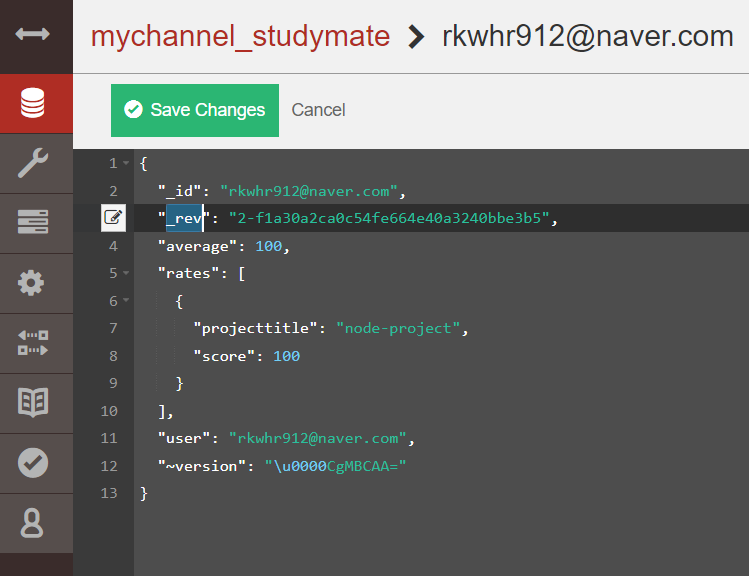 mychannel_studymate > rkwhr912@naver.com
Save Changes Cancel
1 {
2 "_id": "rkwhr912@naver.com",
"_rev": "2-f1a30a2ca0c54fe664e40a3240bbe3b5",
4 "average": 100,
5 "rates": [
6 {
7 "projecttitle": "node-project",
8 "score": 100
9 }
10 ],
11 "user": "rkwhr912@naver.com",
12 "~version": "\u0000CgMBCAA="
13 }